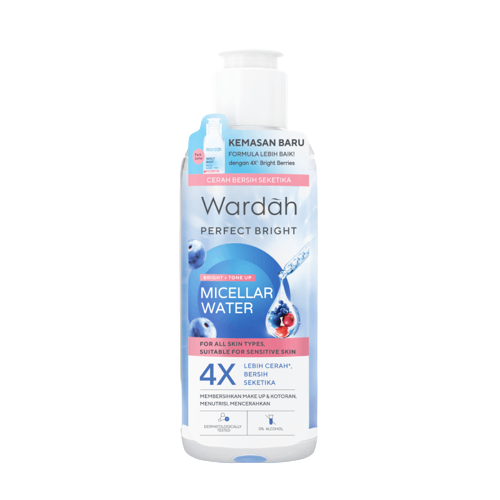 KEMASAN BARU
FORMULA LEBIH BAIK!
dengan 4X* Bright Berries
CERAH BERSIH SEKETIKA
Wardah
PERFECT BRIGHT
BRIGHT + TONE UP
MICELLAR
WATER
FOR ALL SKIN TYPES,
SUITABLE FOR SENSITIVE SKIN
4X
LEBIH CERAH*,
BERSIH
SEKETIKA
MEMBERSIHKAN MAKE UP & KOTORAN,
MENUTRISI, MENCERAHKAN
DERMATOLOGICALLY
TESTED
0% ALCOHOL